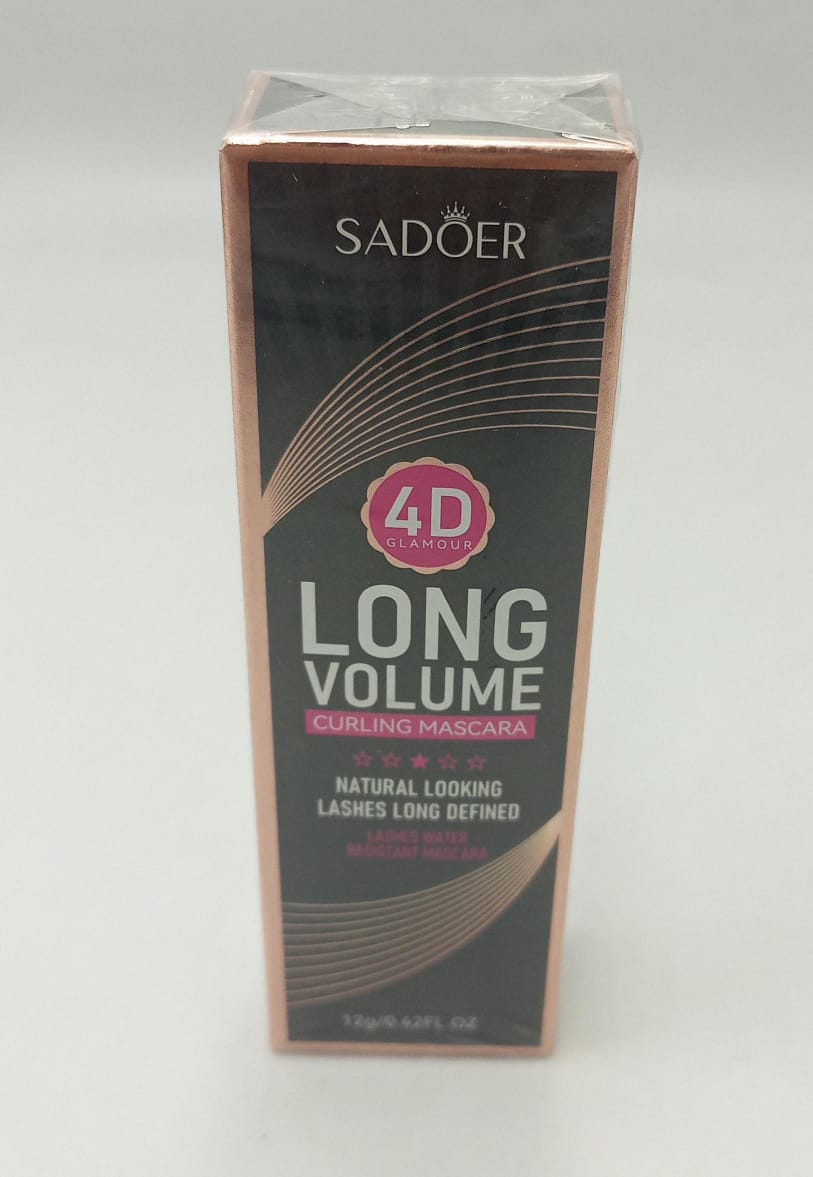 SADOER
4D
GLAMOUR
LONG
VOLUME
CURLING MASCARA
NATURAL LOOKING
LASHES LONG DEFINED
LASHES WATER
RESISTANT MASCARA
12g/0.42FL OZ